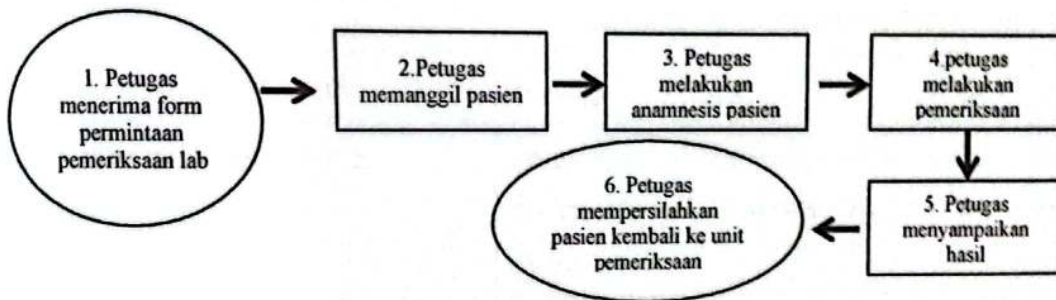 1. Petugas
menerima form
permintaan
pemeriksaan lab
2.Petugas
memanggil pasien
3. Petugas
melakukan
anamnesis pasien
4.petugas
melakukan
pemeriksaan
5. Petugas
menyampaikan
hasil
6. Petugas
mempersilahkan
pasien kembali ke unit
pemeriksaan